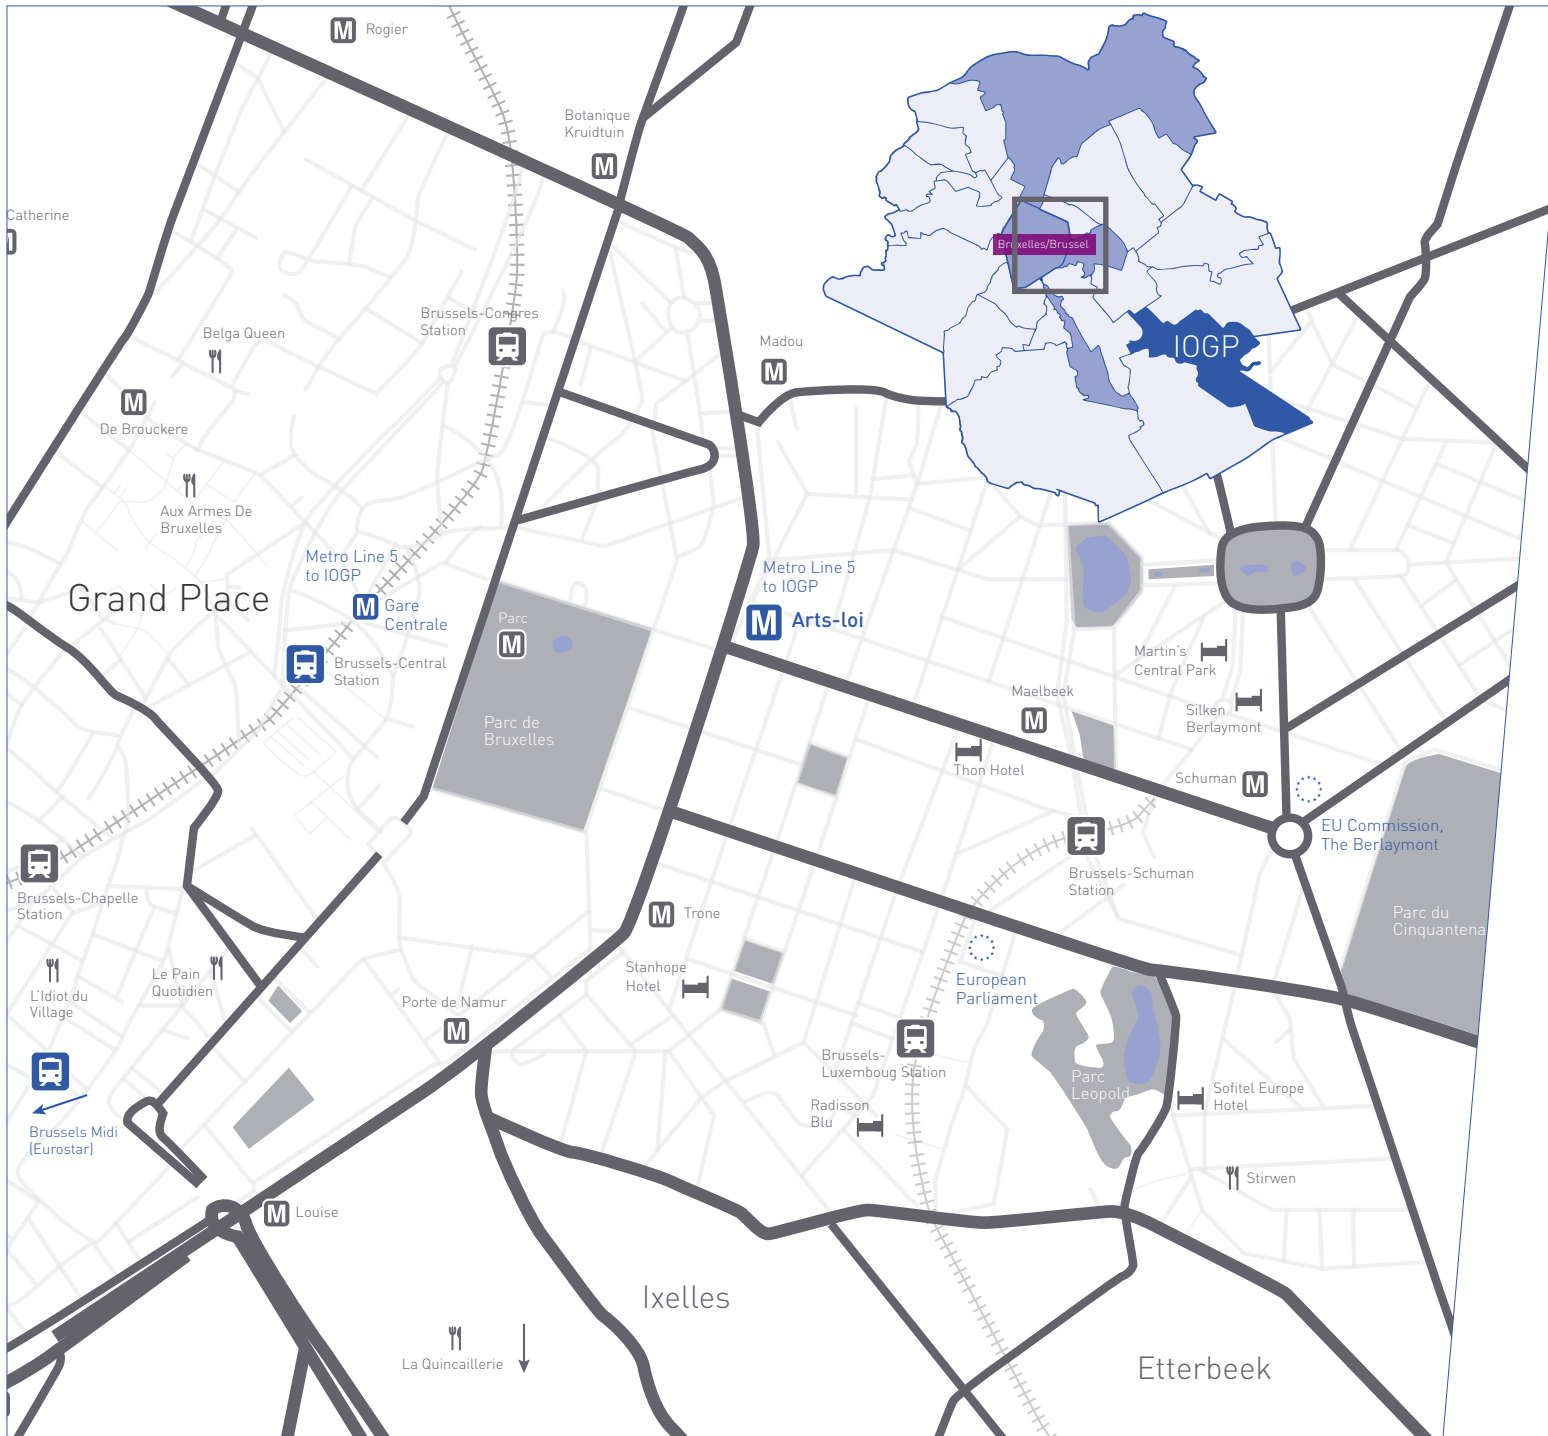 Rogier
Botanique
Kruidtuin
Catherine
Bruxelles/Brussel
Brussels-Congres
Station
Belga Queen
Madou
IOGP
De Brouckere
Aux Armes De
Bruxelles
Metro Line 5
to IOGP
Metro Line 5
to IOGP
Grand Place
Gare
Centrale
Parc
Arts-loi
Brussels-Central
Station
Martin's
Central Park
Maelbeek
Silken
Berlaymont
Parc de
Bruxelles
Thon Hotel
Schuman
EU Commission,
The Berlaymont
Brussels-Schuman
Station
Brussels-Chapelle
Station
Trone
Parc du
Cinquantena
Le Pain
Quotidien
Stanhope
Hotel
European
Parliament
L'Idiot du
Village
Porte de Namur
Brussels-
Luxemboug Station
Parc
Leopold
Sofitel Europe
Hotel
Radisson
Blu
Brussels Midi
(Eurostar)
Stirwen
Louise
Ixelles
La Quincaillerie
Etterbeek
M
M
M
M
M
M
M
M
M
M
M
M
M